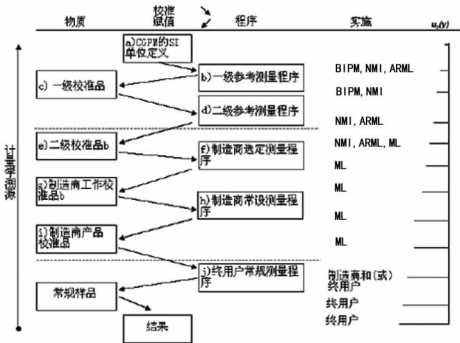 物质 校准 程序 实施 uc(y)
赋值
a)CGPM的SI
单位定义
b)一级参考测量程序 BIPM, NMI, ARML
c) 一级校准品 BIPM, NMI
d)二级参考测量程序
NMI, ARML
e)二级校准品b NMI, ARML, ML
f)制造商选定测量程
序 ML
g)制造商工作校
准品b ML
h)制造商常设测量程
序 ML
i)制造商产品
校准品 ML
j)终用户常规测量程
序
制造商和(或)
终用户
常规样品 终用户
结果 终用户
计量学溯源